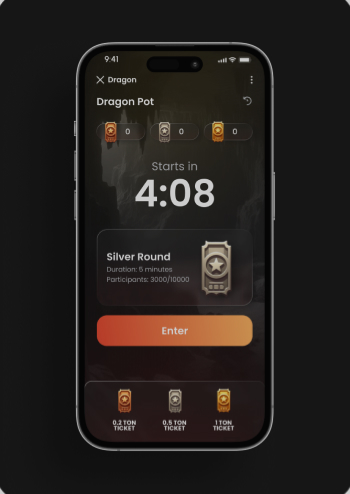 9:41
Dragon
Dragon Pot
0 0 0
Starts in
4:08
Silver Round
Duration: 5 minutes
Participants: 3000/10000
Enter
0.2 TON TICKET
0.5 TON TICKET
1 TON TICKET